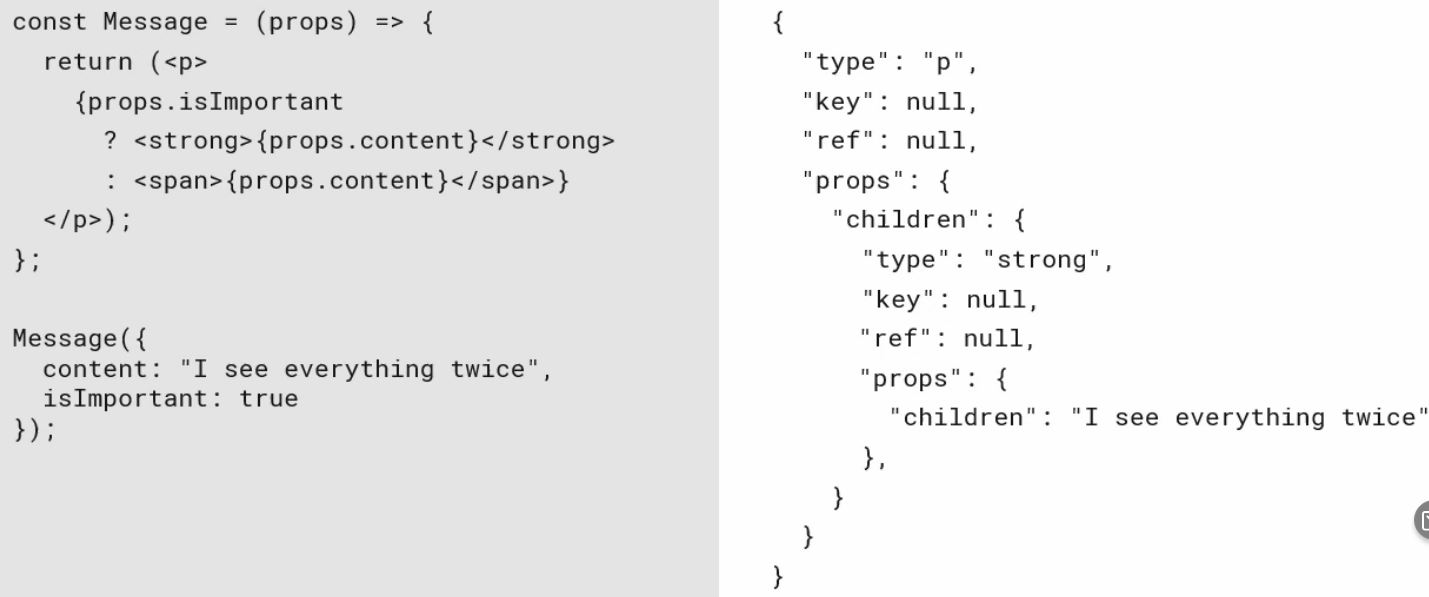 const Message = (props) => {
  return (<p>
    {props.isImportant
      ? <strong>{props.content}</strong>
      : <span>{props.content}</span>}
  </p>);
};
Message({
  content: "I see everything twice",
  isImportant: true
});
{
  "type": "p",
  "key": null,
  "ref": null,
  "props": {
    "children": {
      "type": "strong",
      "key": null,
      "ref": null,
      "props": {
        "children": "I see everything twice"
      },
    }
  }
}